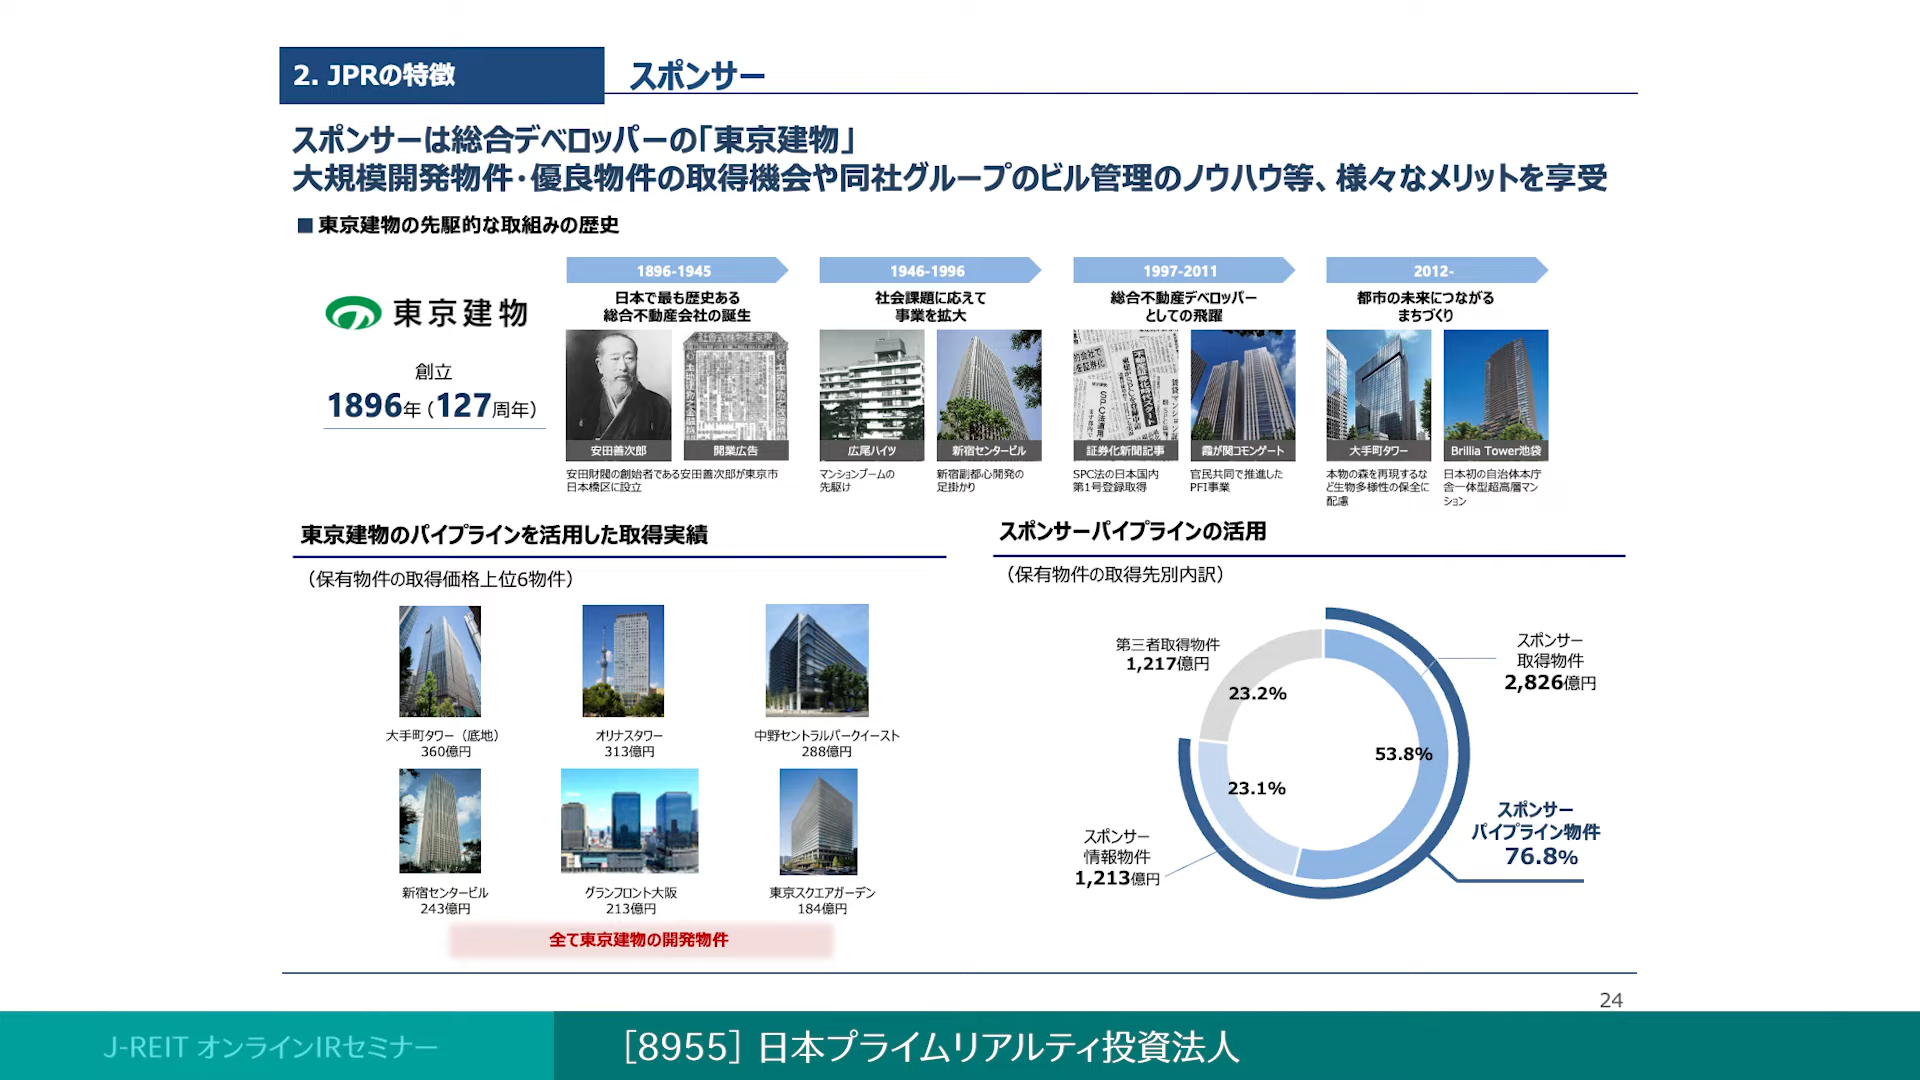 2. JPRの特徴
スポンサー
スポンサーは総合デベロッパーの「東京建物」
大規模開発物件・優良物件の取得機会や同社グループのビル管理のノウハウ等、様々なメリットを享受
■ 東京建物の先駆的な取組みの歴史
東京建物
創立
1896年（127周年）
1896-1945
日本で最も歴史ある
総合不動産会社の誕生
安田善次郎
開業広告
安田財閥の創始者である安田善次郎が東京市
日本橋区に設立
1946-1996
社会課題に応えて
事業を拡大
広尾ハイツ
新宿センタービル
マンションブームの
先駆け
新宿副都心開発の
足掛かり
1997-2011
総合不動産デベロッパー
としての飛躍
証券化新聞記事
霞が関コモンゲート
SPC法の日本国内
第1号登録取得
官民共同で推進した
PFI事業
2012-
都市の未来につながる
まちづくり
大手町タワー
Brillia Tower池袋
本物の森を再現するな
ど生物多様性の保全に
配慮
日本初の自治体本庁
舎一体型超高層マン
ション
東京建物のパイプラインを活用した取得実績
（保有物件の取得価格上位6物件）
大手町タワー（底地）
360億円
オリナスタワー
313億円
中野セントラルパークイースト
288億円
新宿センタービル
243億円
グランフロント大阪
213億円
東京スクエアガーデン
184億円
全て東京建物の開発物件
スポンサーパイプラインの活用
（保有物件の取得先別内訳）
第三者取得物件
1,217億円
23.2%
スポンサー
取得物件
2,826億円
53.8%
23.1%
スポンサー
情報物件
1,213億円
スポンサー
パイプライン物件
76.8%
24
J-REIT オンラインIRセミナー
［8955］日本プライムリアルティ投資法人